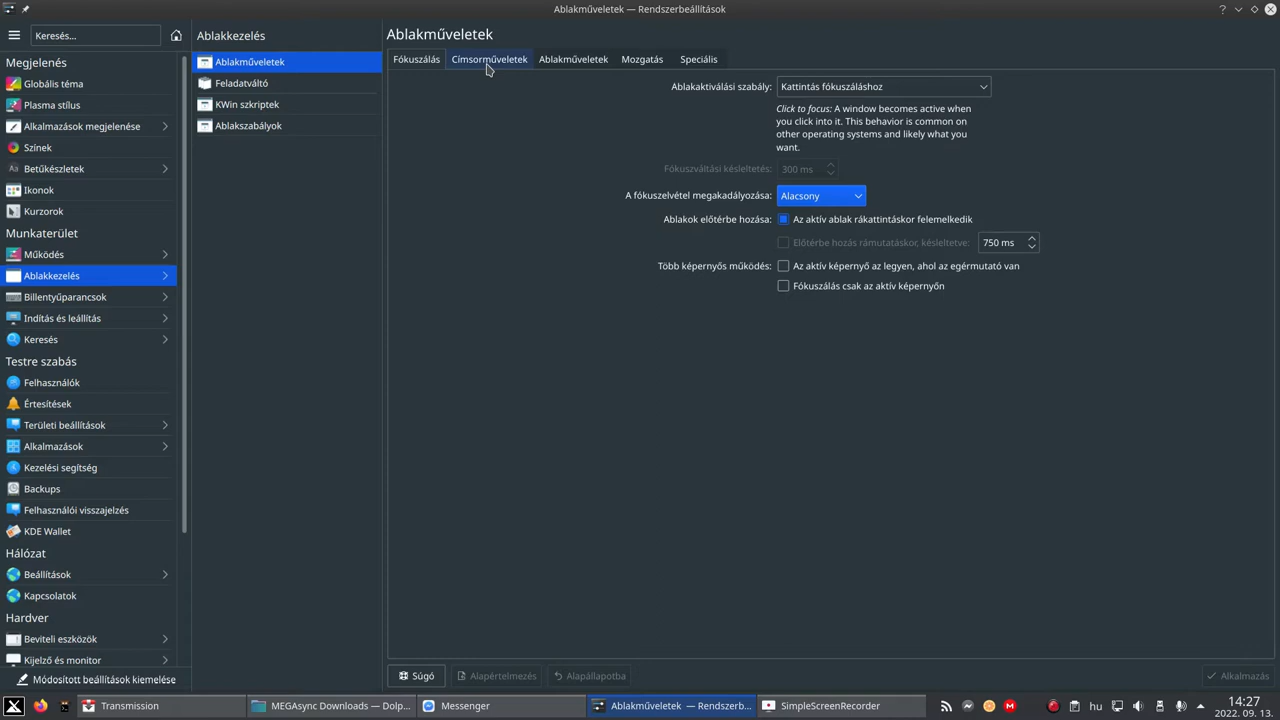 Ablakműveletek — Rendszerbeállítások
Keresés...
Megjelenés
Globális téma
Plasma stílus
Alkalmazások megjelenése
Színek
Aa Betűkészletek
Ikonok
Kurzorok
Munkaterület
Működés
Ablakkezelés
Billentyűparancsok
Indítás és leállítás
Keresés
Testre szabás
Felhasználók
Értesítések
Területi beállítások
Alkalmazások
Kezelési segítség
Backups
Felhasználói visszajelzés
KDE Wallet
Hálózat
Beállítások
Kapcsolatok
Hardver
Beviteli eszközök
Kijelző és monitor
Módosított beállítások kiemelése
Ablakkezelés
Ablakműveletek
Feladatváltó
KWin szkriptek
Ablakszabályok
Ablakműveletek
Fókuszálás Címsorműveletek Ablakműveletek Mozgatás Speciális
Ablakaktiválási szabály: Kattintás fókuszáláshoz
Click to focus: A window becomes active when
you click into it. This behavior is common on
other operating systems and likely what you
want.
Fókuszváltási késleltetés: 300 ms
A fókuszelvétel megakadályozása: Alacsony
Ablakok előtérbe hozása: Az aktív ablak rákattintáskor felemelkedik
Előtérbe hozás rámutatáskor, késleltetve: 750 ms
Több képernyős működés: Az aktív képernyő az legyen, ahol az egérmutató van
Fókuszálás csak az aktív képernyőn
Súgó Alapértelmezés Alapállapotba Alkalmazás
Transmission MEGAsync Downloads — Dolp... Messenger Ablakműveletek — Rendszerb... SimpleScreenRecorder hu 14:27
2022. 09. 13.